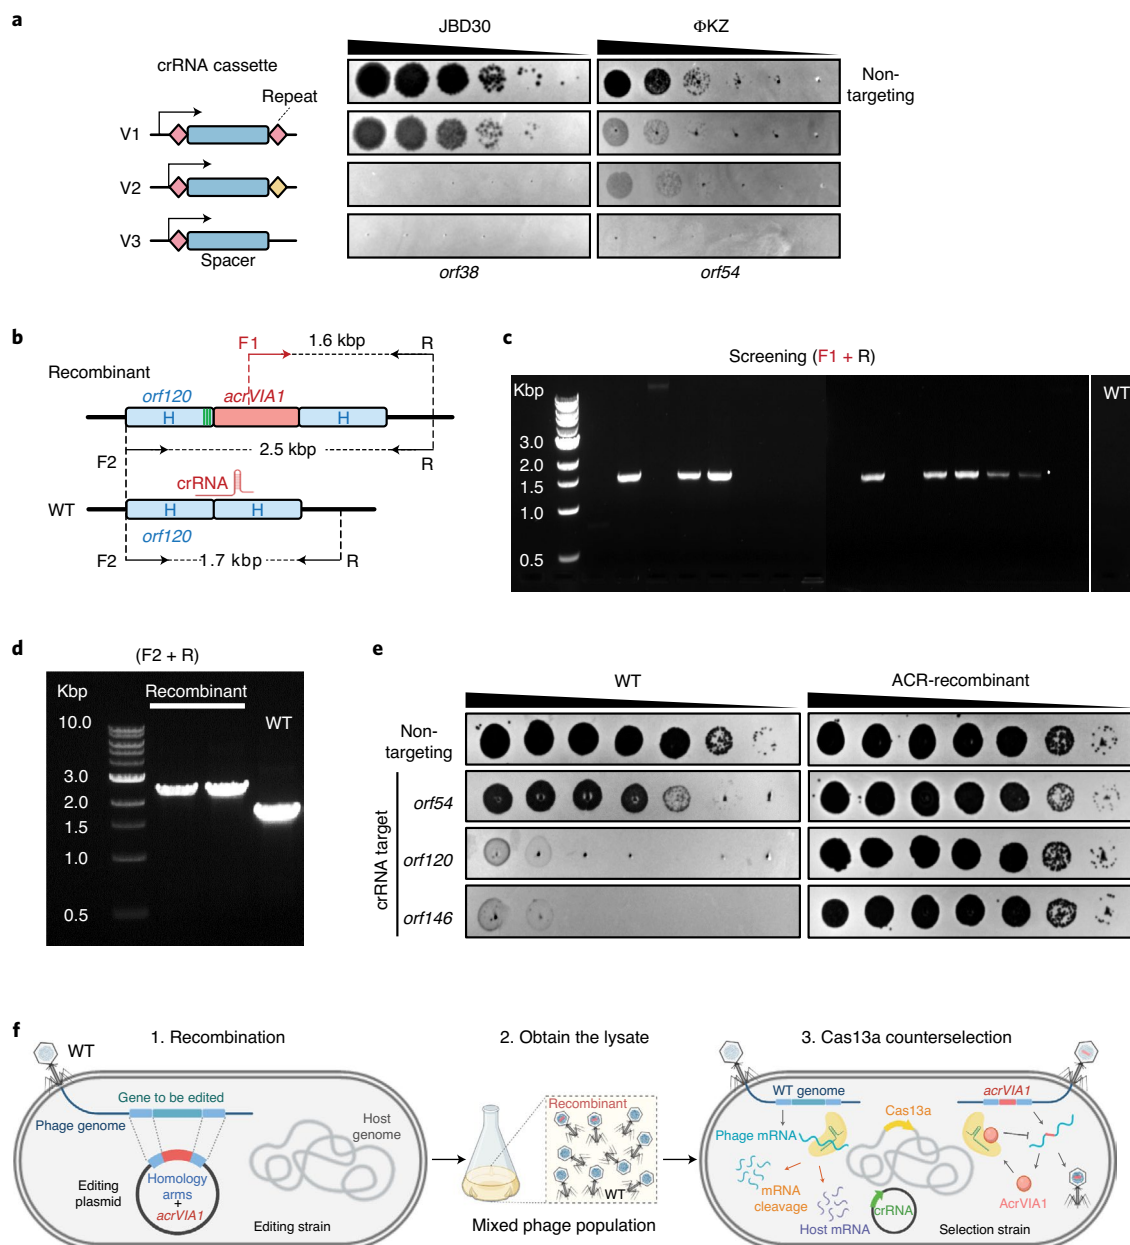 a
JBD30
ΦKZ
crRNA cassette
Repeat
Non-
targeting
V1
V2
V3
Spacer
orf38
orf54
b
F1
1.6 kbp
R
Recombinant
orf120
acrVIA1
H
H
F2
2.5 kbp
R
crRNA
WT
H
H
orf120
F2
1.7 kbp
R
c
Screening (F1 + R)
Kbp
WT
3.0
2.0
1.5
1.0
0.5
d
(F2 + R)
Kbp
Recombinant
WT
10.0
3.0
2.0
1.5
1.0
0.5
e
WT
ACR-recombinant
Non-
targeting
crRNA target
orf54
orf120
orf146
f
1. Recombination
2. Obtain the lysate
3. Cas13a counterselection
WT
Gene to be edited
Phage genome
Host
genome
Editing
plasmid
Homology
arms
+
acrVIA1
Editing strain
Recombinant
WT
Mixed phage population
WT genome
acrVIA1
Cas13a
Phage mRNA
mRNA
cleavage
Host mRNA
crRNA
AcrVIA1
Selection strain